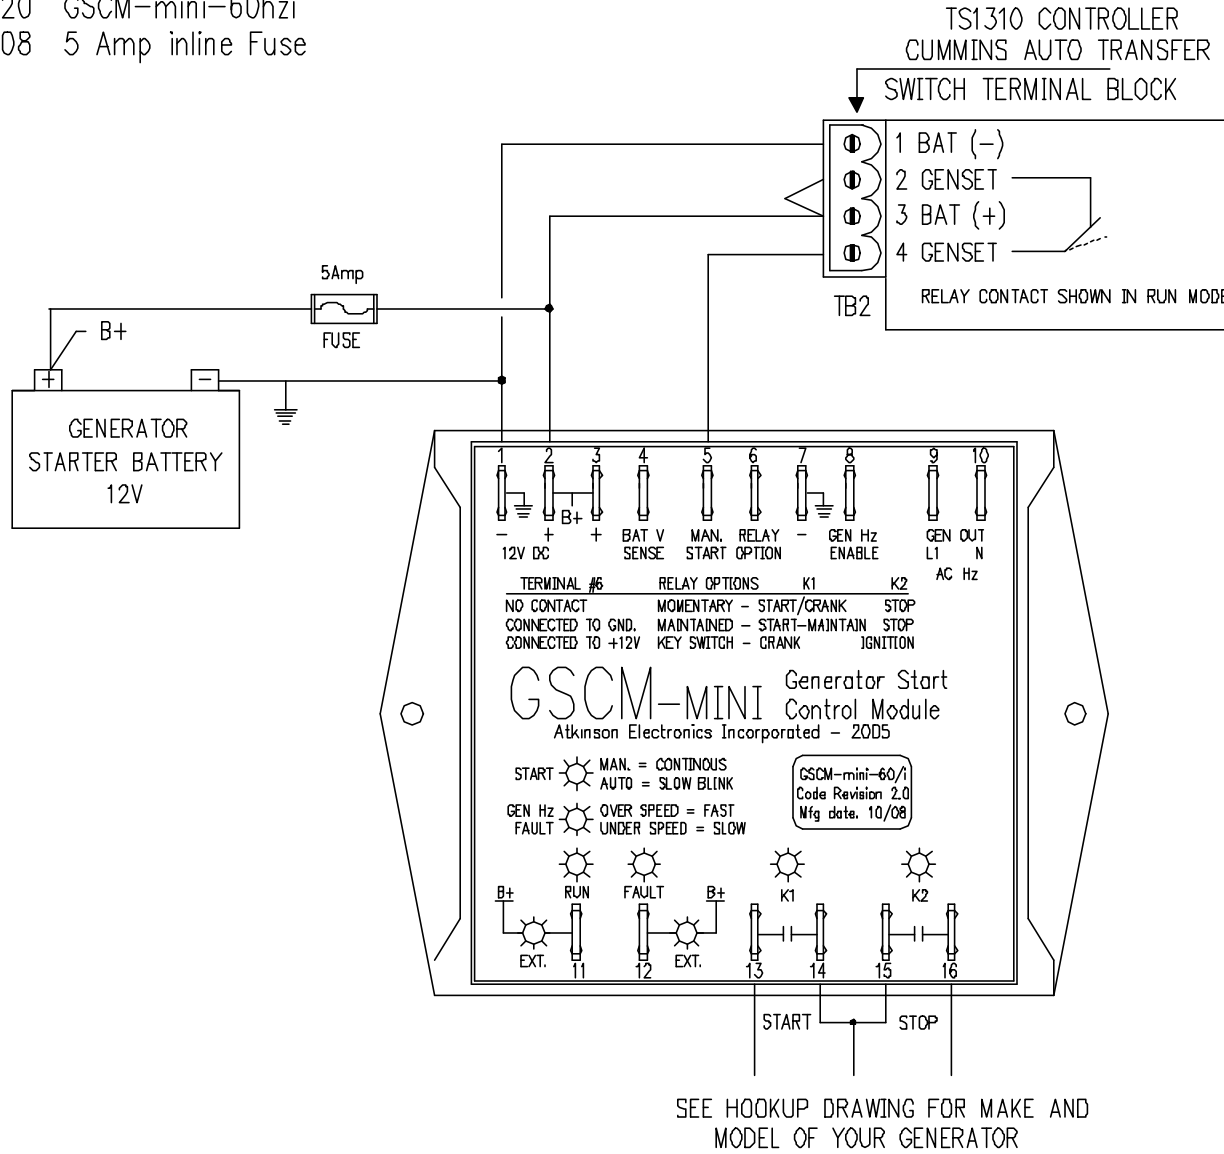 20 GSCM-mini-60hzi
08 5 Amp inline Fuse
TS1310 CONTROLLER
CUMMINS AUTO TRANSFER
SWITCH TERMINAL BLOCK
1 BAT (-)
2 GENSET
3 BAT (+)
4 GENSET
TB2
RELAY CONTACT SHOWN IN RUN MODE
5Amp
FUSE
B+
+ -
GENERATOR
STARTER BATTERY
12V
1 2 3 4 5 6 7 8 9 10
B+
- + + BAT V MAN. RELAY - GEN Hz GEN OUT
12V DC SENSE START OPTION ENABLE L1 N
AC Hz
TERMINAL #6 RELAY OPTIONS K1 K2
NO CONTACT MOMENTARY - START/CRANK STOP
CONNECTED TO GND. MAINTAINED - START-MAINTAIN STOP
CONNECTED TO +12V KEY SWITCH - CRANK IGNITION
GSCM-MINI Generator Start
Control Module
Atkinson Electronics Incorporated - 2005
START MAN. = CONTINOUS
AUTO = SLOW BLINK
GEN Hz OVER SPEED = FAST
FAULT UNDER SPEED = SLOW
GSCM-mini-60/i
Code Revision 2.0
Mfg date. 10/08
B+ RUN FAULT B+ K1 K2
EXT. 11 12 EXT. 13 14 15 16
START STOP
SEE HOOKUP DRAWING FOR MAKE AND
MODEL OF YOUR GENERATOR